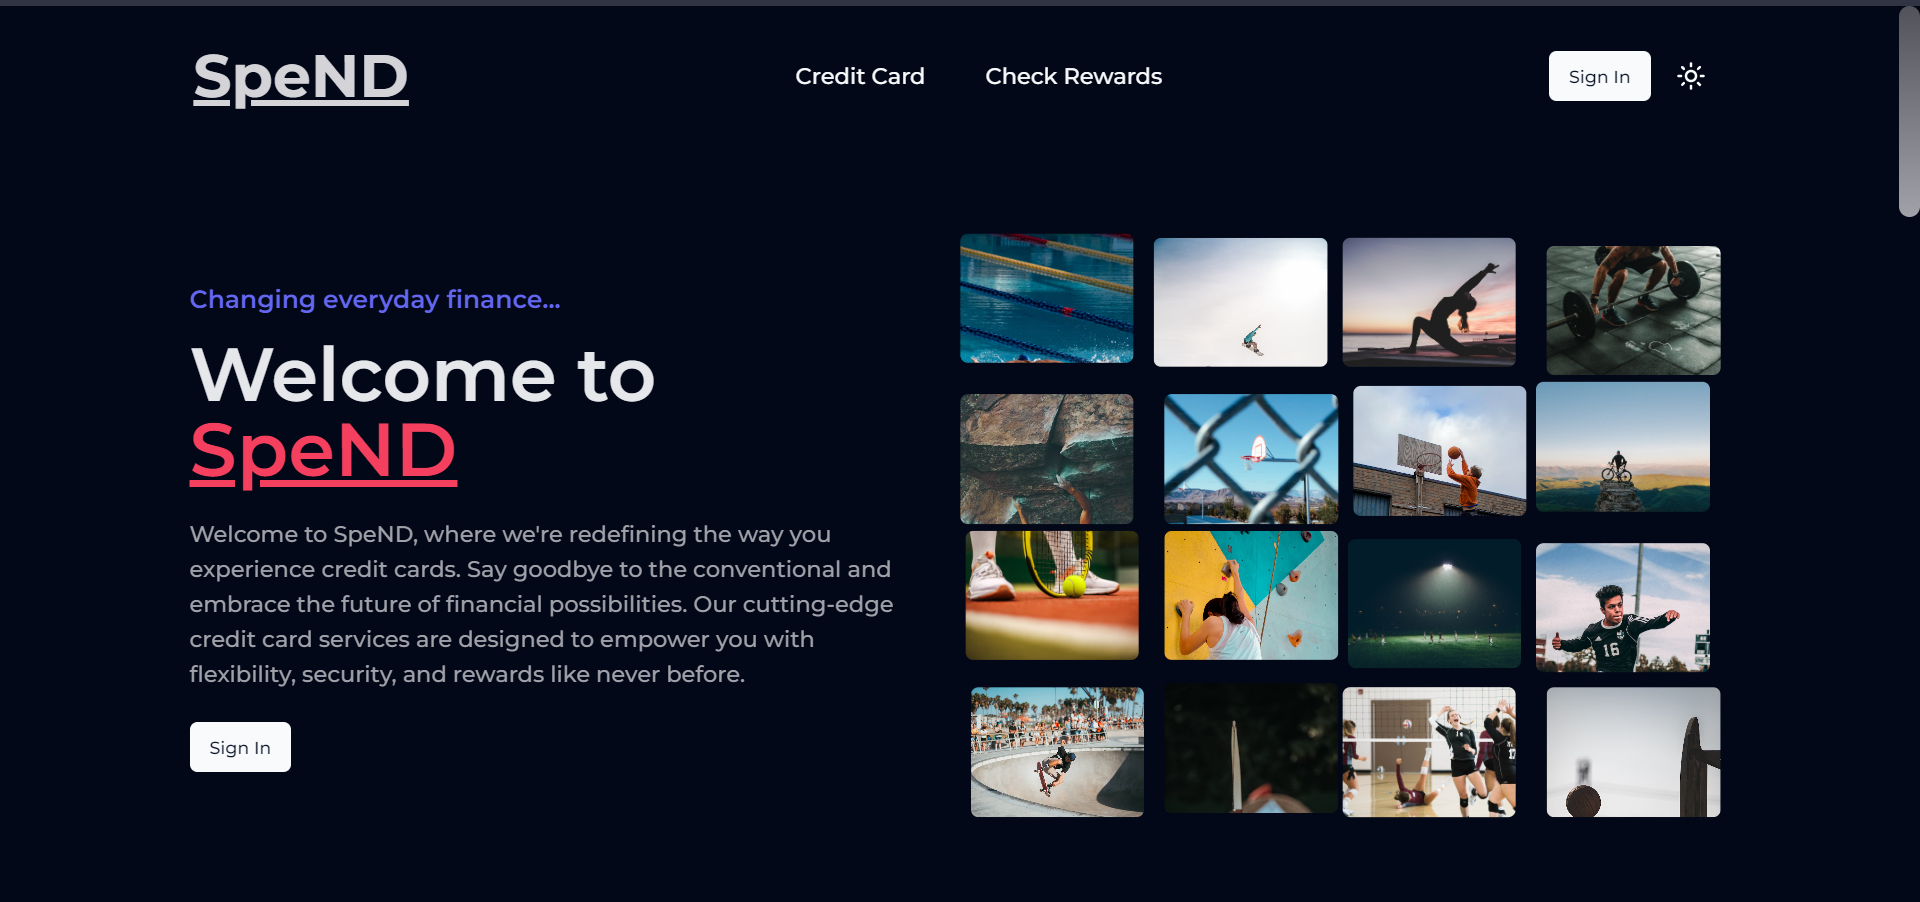 SpeND
Credit Card
Check Rewards
Sign In
Changing everyday finance...
Welcome to
SpeND
Welcome to SpeND, where we're redefining the way you
experience credit cards. Say goodbye to the conventional and
embrace the future of financial possibilities. Our cutting-edge
credit card services are designed to empower you with
flexibility, security, and rewards like never before.
Sign In
16